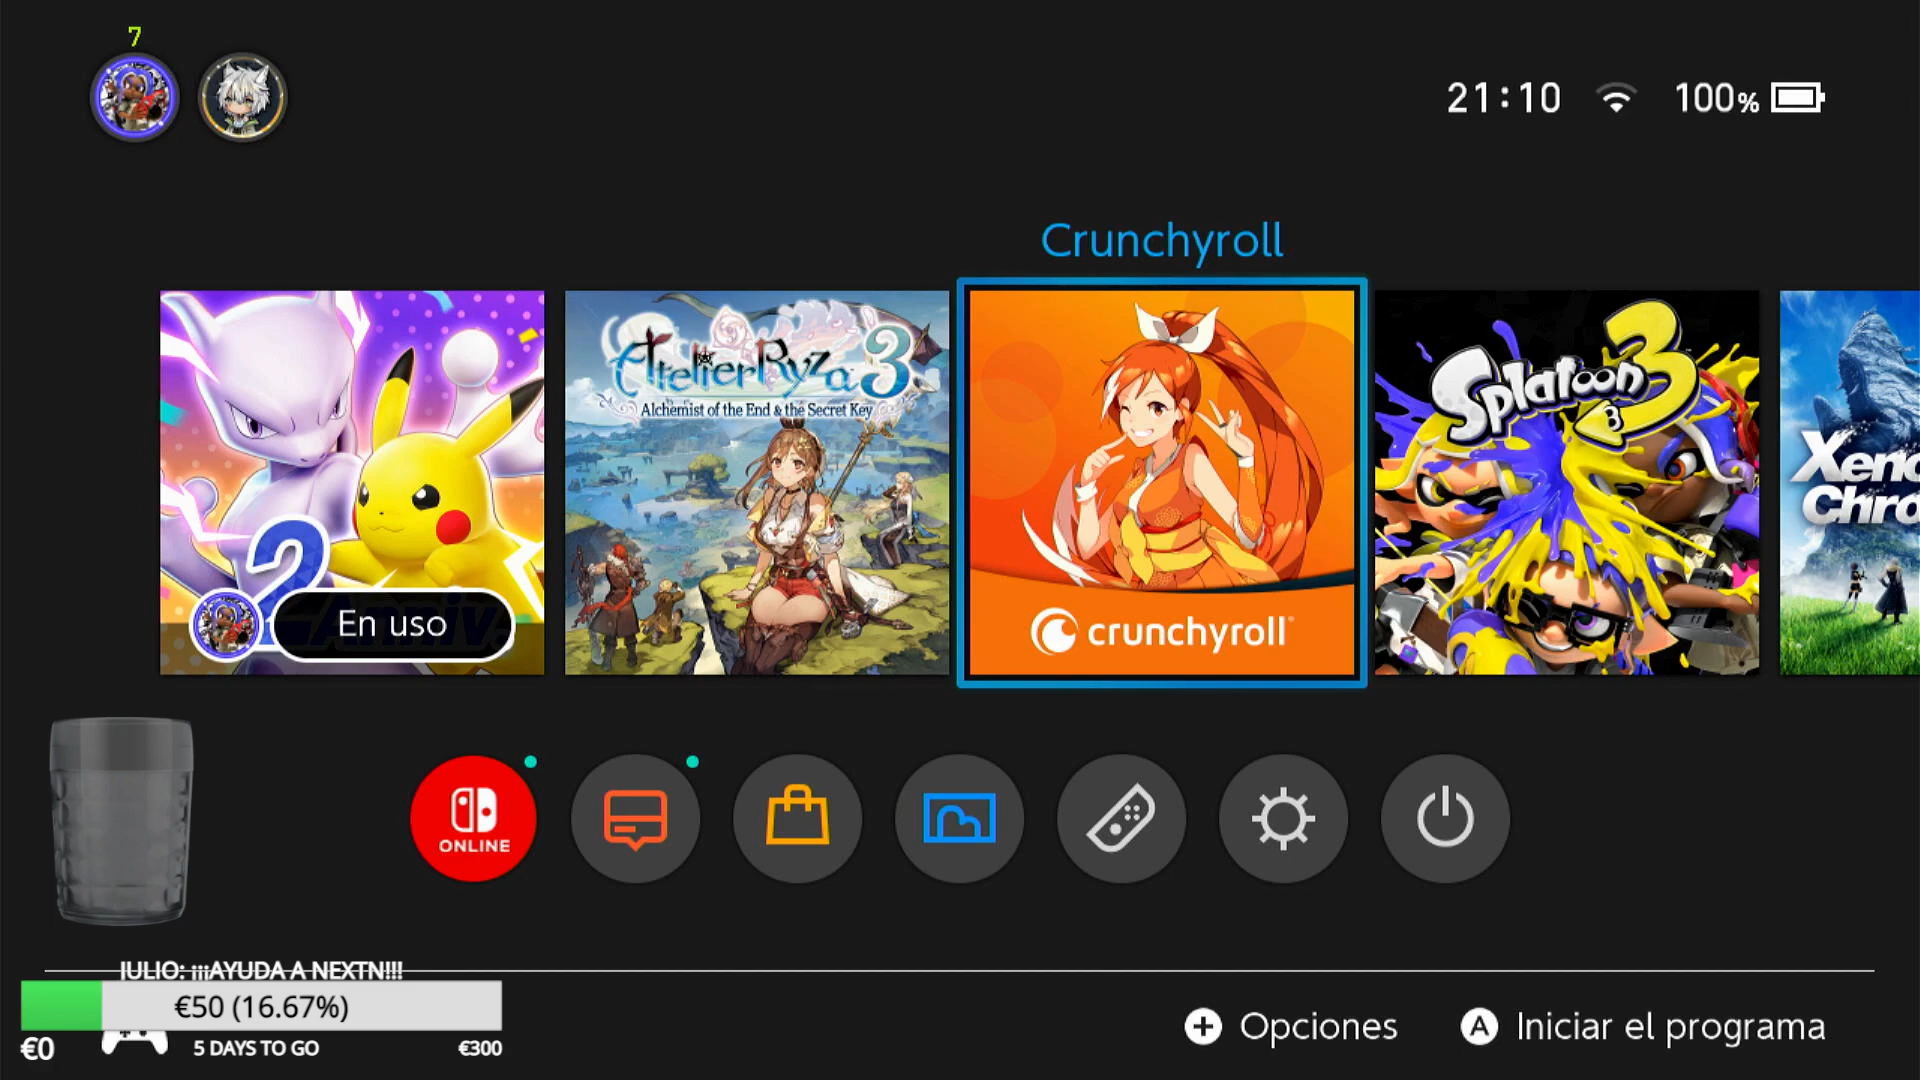 7
21:10
100%
Crunchyroll
Atelier Ryza 3
Alchemist of the End & the Secret Key
2
Anniv.
En uso
crunchyroll
Splatoon 3
Xeno
Chro
ONLINE
JULIO: ¡¡¡AYUDA A NEXTN!!!
€50 (16.67%)
€0
5 DAYS TO GO
€300
Opciones
A
Iniciar el programa